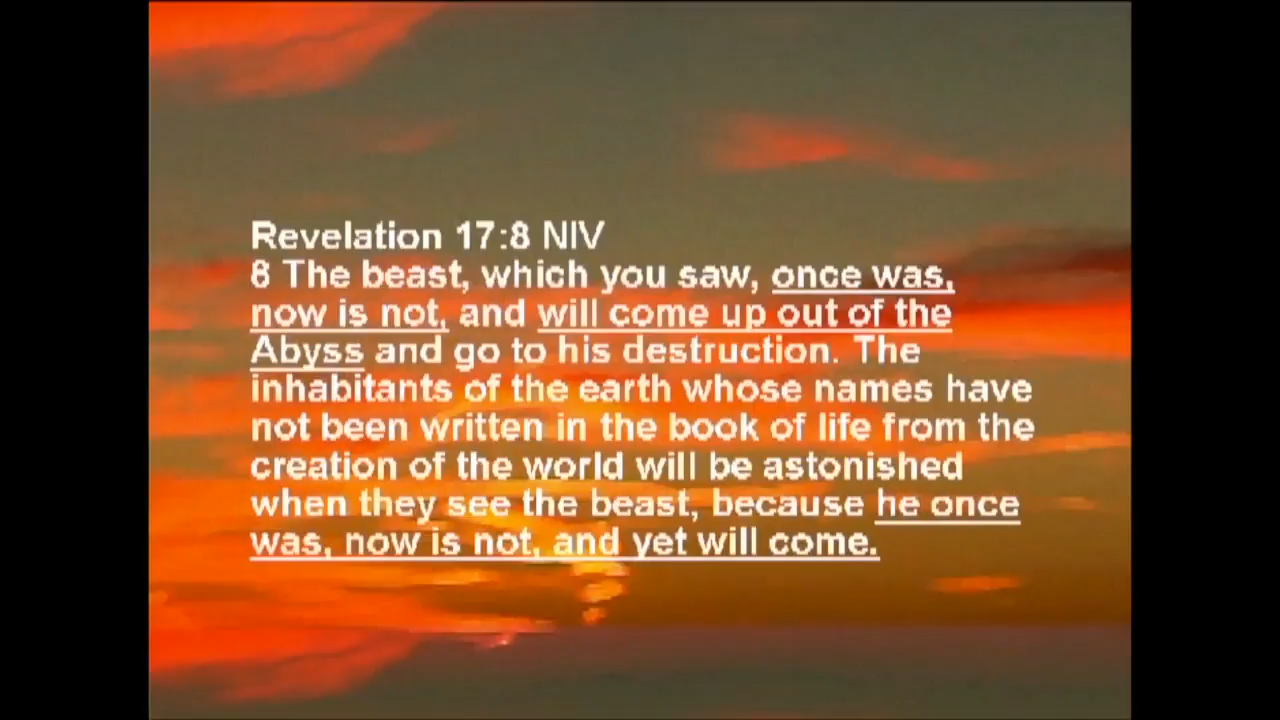 Revelation 17:8 NIV
8 The beast, which you saw, once was,
now is not, and will come up out of the
Abyss and go to his destruction. The
inhabitants of the earth whose names have
not been written in the book of life from the
creation of the world will be astonished
when they see the beast, because he once
was, now is not, and yet will come.